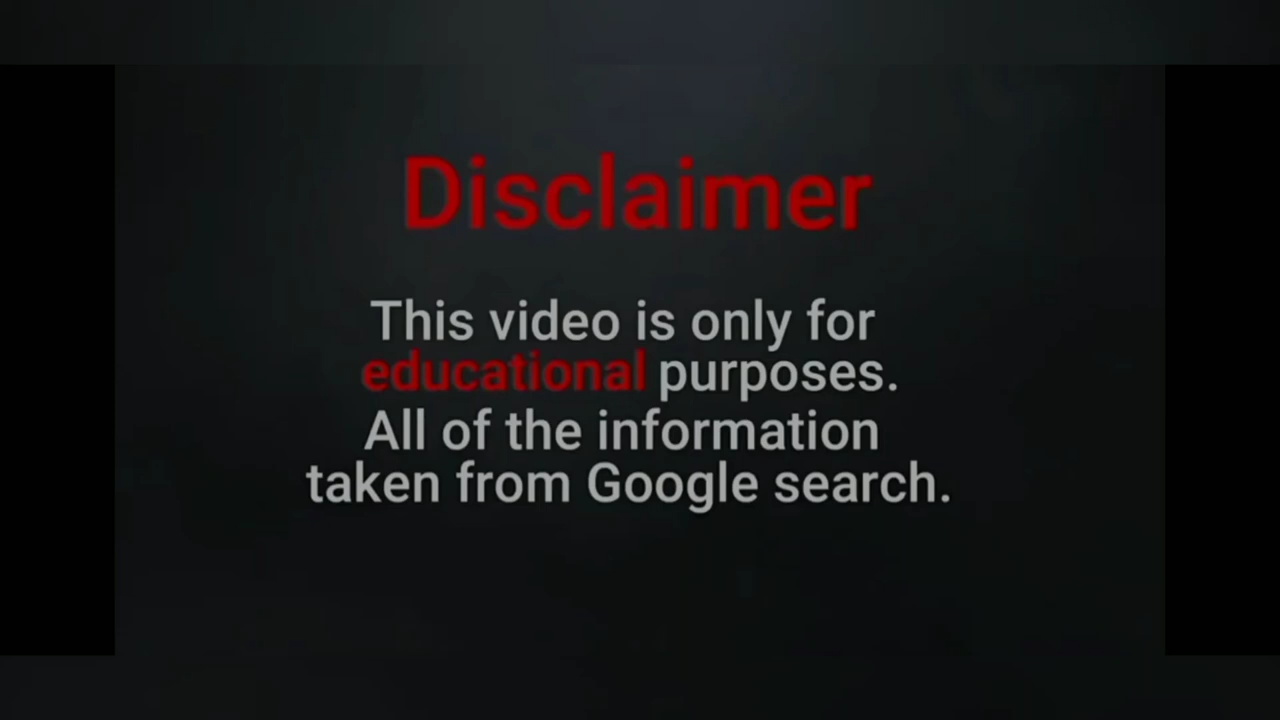 Disclaimer
This video is only for
educational purposes.
All of the information
taken from Google search.